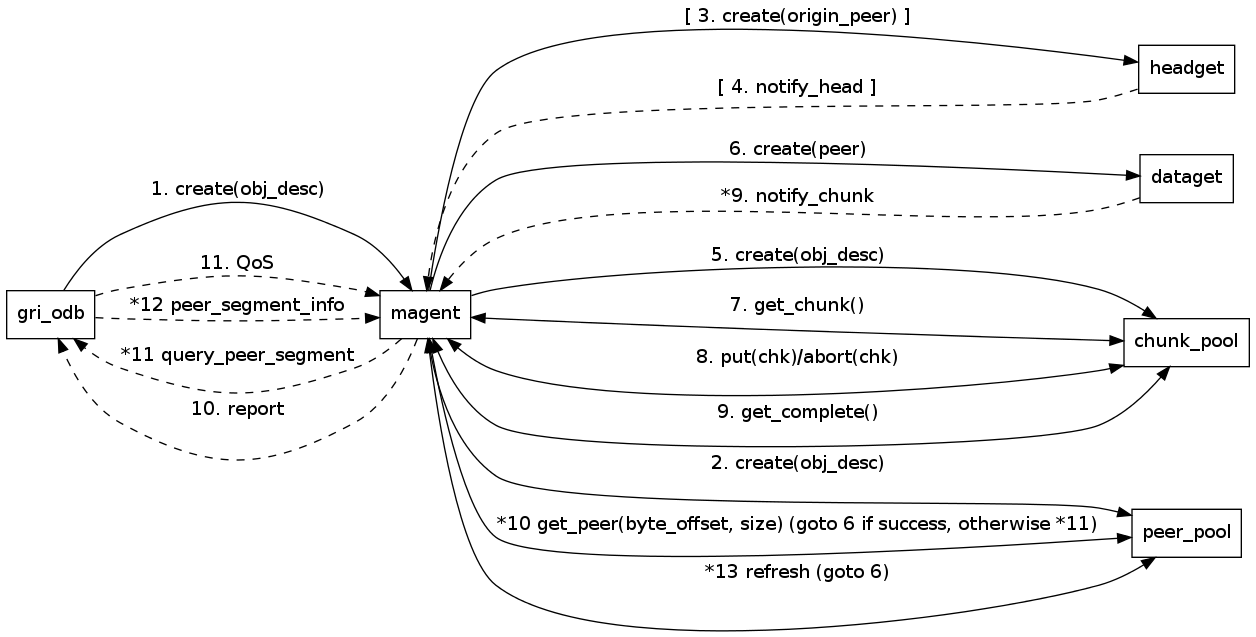 [ 3. create(origin_peer) ]
headget
[ 4. notify_head ]
6. create(peer)
dataget
1. create(obj_desc)
*9. notify_chunk
5. create(obj_desc)
11. QoS
*12 peer_segment_info
7. get_chunk()
gri_odb
magent
chunk_pool
*11 query_peer_segment
8. put(chk)/abort(chk)
10. report
9. get_complete()
2. create(obj_desc)
*10 get_peer(byte_offset, size) (goto 6 if success, otherwise *11)
peer_pool
*13 refresh (goto 6)